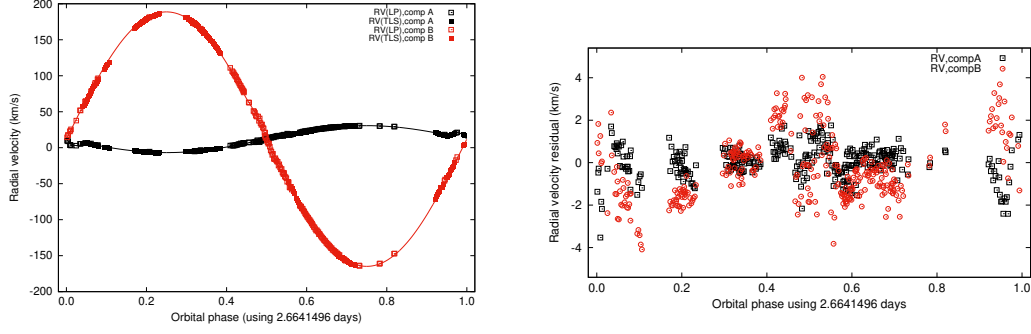 RV(LP),comp A
RV(TLS),comp A
RV(LP),comp B
RV(TLS),comp B
200
150
100
50
0
-50
-100
-150
-200
Radial velocity (km/s)
0.0 0.2 0.4 0.6 0.8 1.0
Orbital phase (using 2.6641496 days)
RV,compA
RV,compB
4
2
0
-2
-4
Radial velocity residual (km/s)
0.0 0.2 0.4 0.6 0.8 1.0
Orbital phase using 2.6641496 days